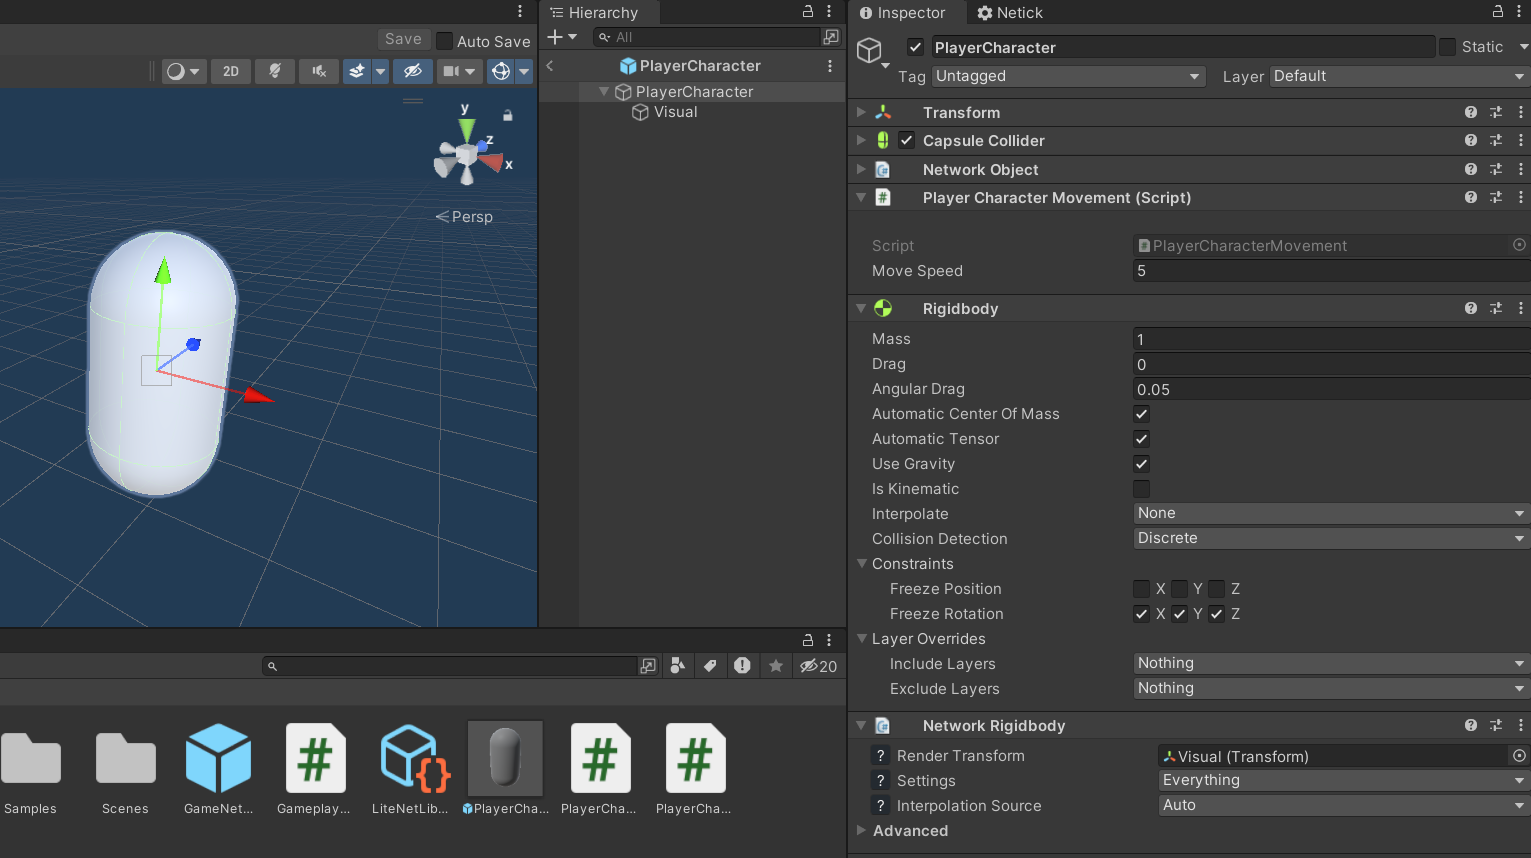 Save
Auto Save
2D
y
z
x
Persp
Hierarchy
All
PlayerCharacter
PlayerCharacter
Visual
20
Samples
Scenes
GameNet...
Gameplay...
LiteNetLib...
PlayerCha...
PlayerCha...
PlayerCha...
Inspector
Netick
PlayerCharacter
Static
Tag
Untagged
Layer
Default
Transform
Capsule Collider
Network Object
Player Character Movement (Script)
Script
PlayerCharacterMovement
Move Speed
5
Rigidbody
Mass
1
Drag
0
Angular Drag
0.05
Automatic Center Of Mass
Automatic Tensor
Use Gravity
Is Kinematic
Interpolate
None
Collision Detection
Discrete
Constraints
Freeze Position
X Y Z
Freeze Rotation
X Y Z
Layer Overrides
Include Layers
Nothing
Exclude Layers
Nothing
Network Rigidbody
? Render Transform
Visual (Transform)
? Settings
Everything
? Interpolation Source
Auto
Advanced